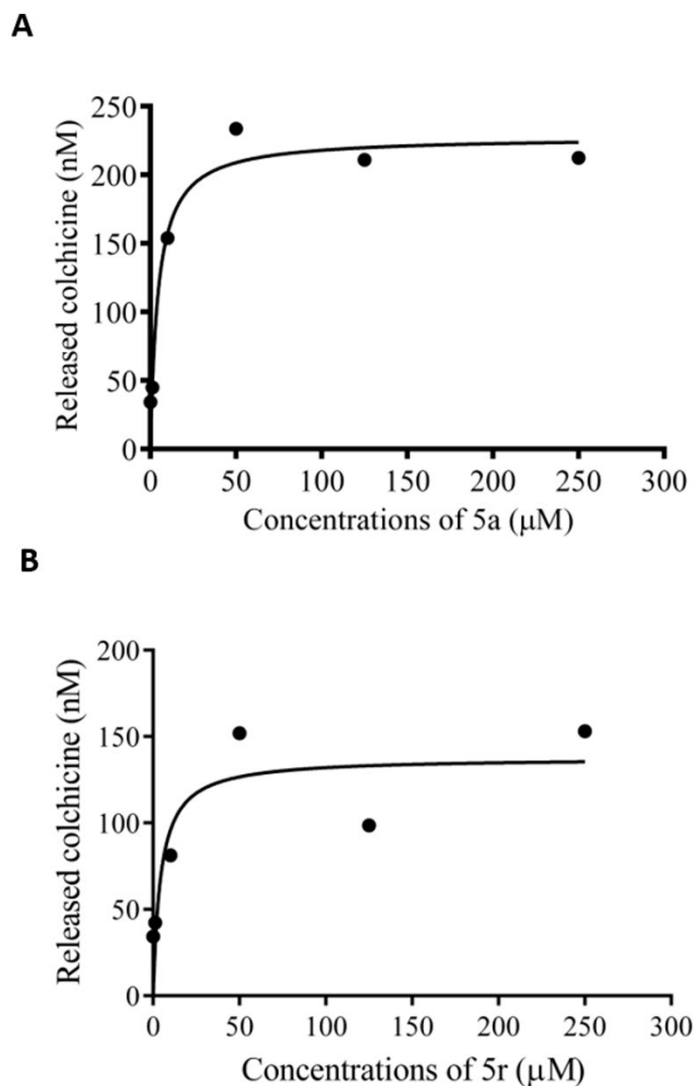 A
Released colchicine (nM)
250
200
150
100
50
0
0 50 100 150 200 250 300
Concentrations of 5a (μM)
B
Released colchicine (nM)
200
150
100
50
0
0 50 100 150 200 250 300
Concentrations of 5r (μM)